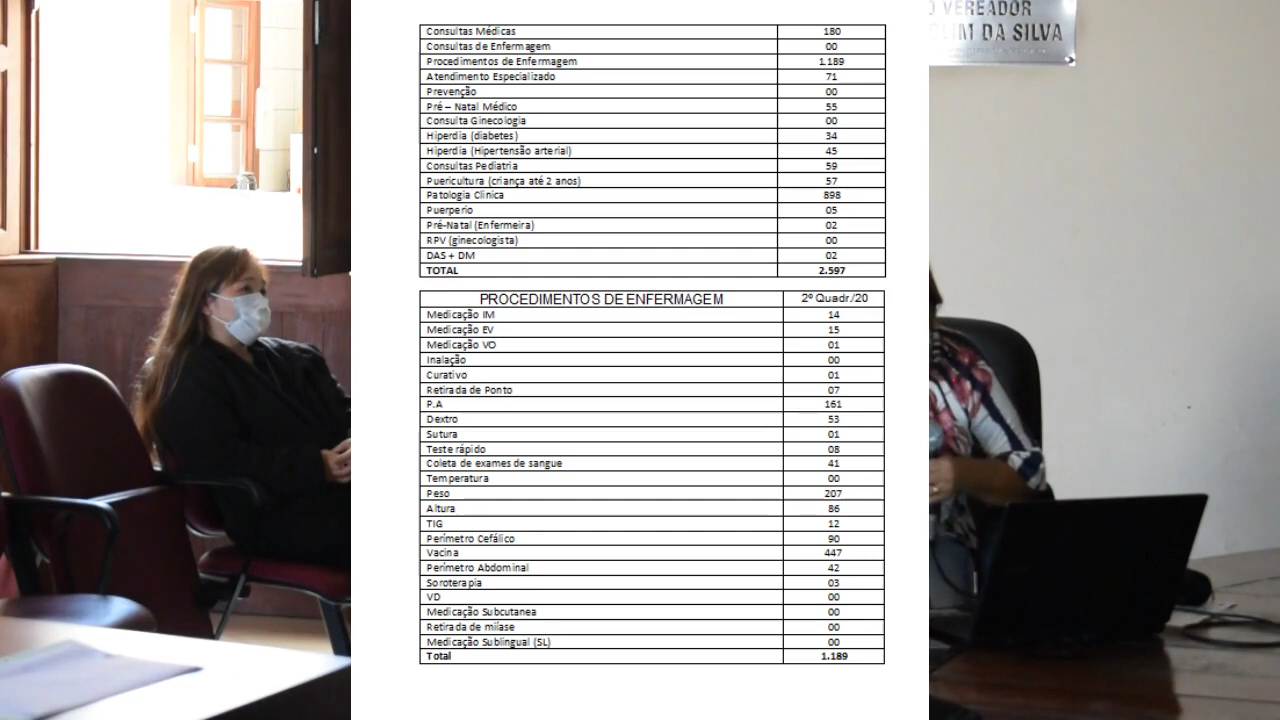 O VEREADOR
LIM DA SILVA
Consultas Médicas 180
Consultas de Enfermagem 00
Procedimentos de Enfermagem 1.189
Atendimento Especializado 71
Prevenção 00
Pré – Natal Médico 55
Consulta Ginecologia 00
Hiperdia (diabetes) 34
Hiperdia (Hipertensão arterial) 45
Consultas Pediatria 59
Puericultura (criança até 2 anos) 57
Patologia Clinica 898
Puerperio 05
Pré-Natal (Enfermeira) 02
RPV (ginecologista) 00
DAS + DM 02
TOTAL 2.597
PROCEDIMENTOS DE ENFERMAGEM 2º Quadr./20
Medicação IM 14
Medicação EV 15
Medicação VO 01
Inalação 00
Curativo 01
Retirada de Ponto 07
P.A 161
Dextro 53
Sutura 01
Teste rápido 08
Coleta de exames de sangue 41
Temperatura 00
Peso 207
Altura 86
TIG 12
Perímetro Cefálico 90
Vacina 447
Perímetro Abdominal 42
Soroterapia 03
VD 00
Medicação Subcutanea 00
Retirada de miíase 00
Medicação Sublingual (SL) 00
Total 1.189